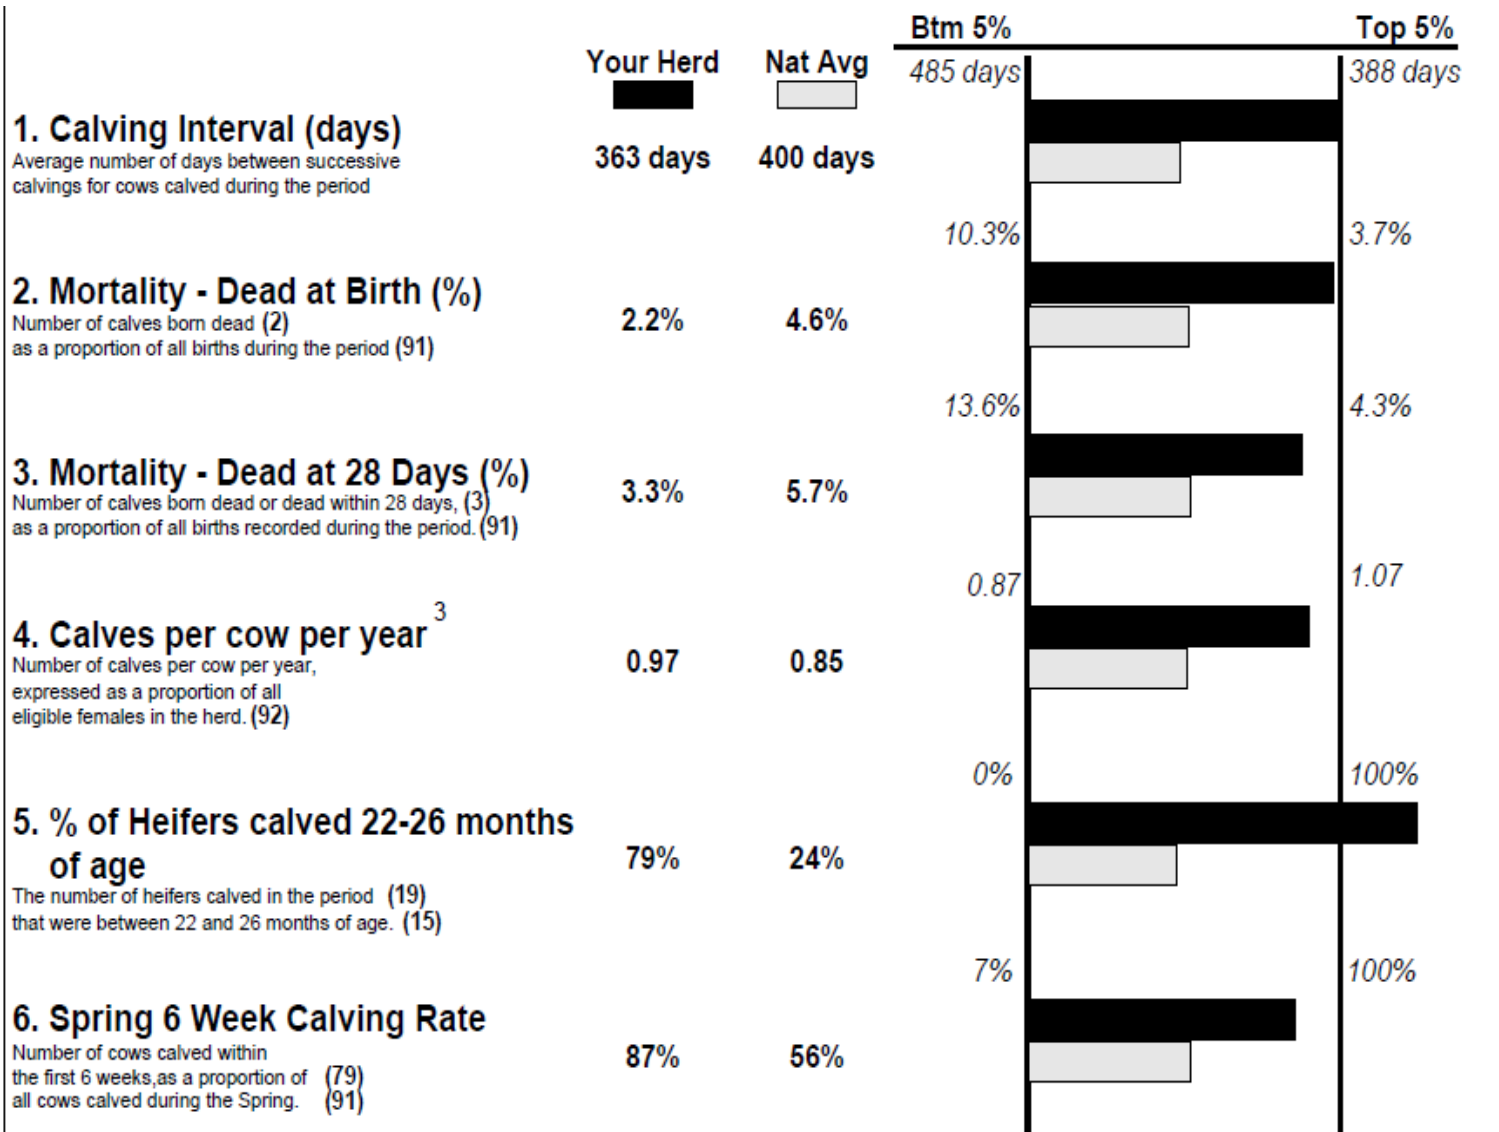 Btm 5% Top 5%
Your Herd Nat Avg 485 days 388 days
1. Calving Interval (days)
Average number of days between successive 363 days 400 days
calvings for cows calved during the period
10.3% 3.7%
2. Mortality - Dead at Birth (%)
Number of calves born dead (2) 2.2% 4.6%
as a proportion of all births during the period (91)
13.6% 4.3%
3. Mortality - Dead at 28 Days (%)
Number of calves born dead or dead within 28 days, (3) 3.3% 5.7%
as a proportion of all births recorded during the period. (91)
0.87 1.07
4. Calves per cow per year 3
Number of calves per cow per year, 0.97 0.85
expressed as a proportion of all
eligible females in the herd. (92)
0% 100%
5. % of Heifers calved 22-26 months
of age 79% 24%
The number of heifers calved in the period (19)
that were between 22 and 26 months of age. (15)
7% 100%
6. Spring 6 Week Calving Rate
Number of cows calved within 87% 56%
the first 6 weeks,as a proportion of (79)
all cows calved during the Spring. (91)